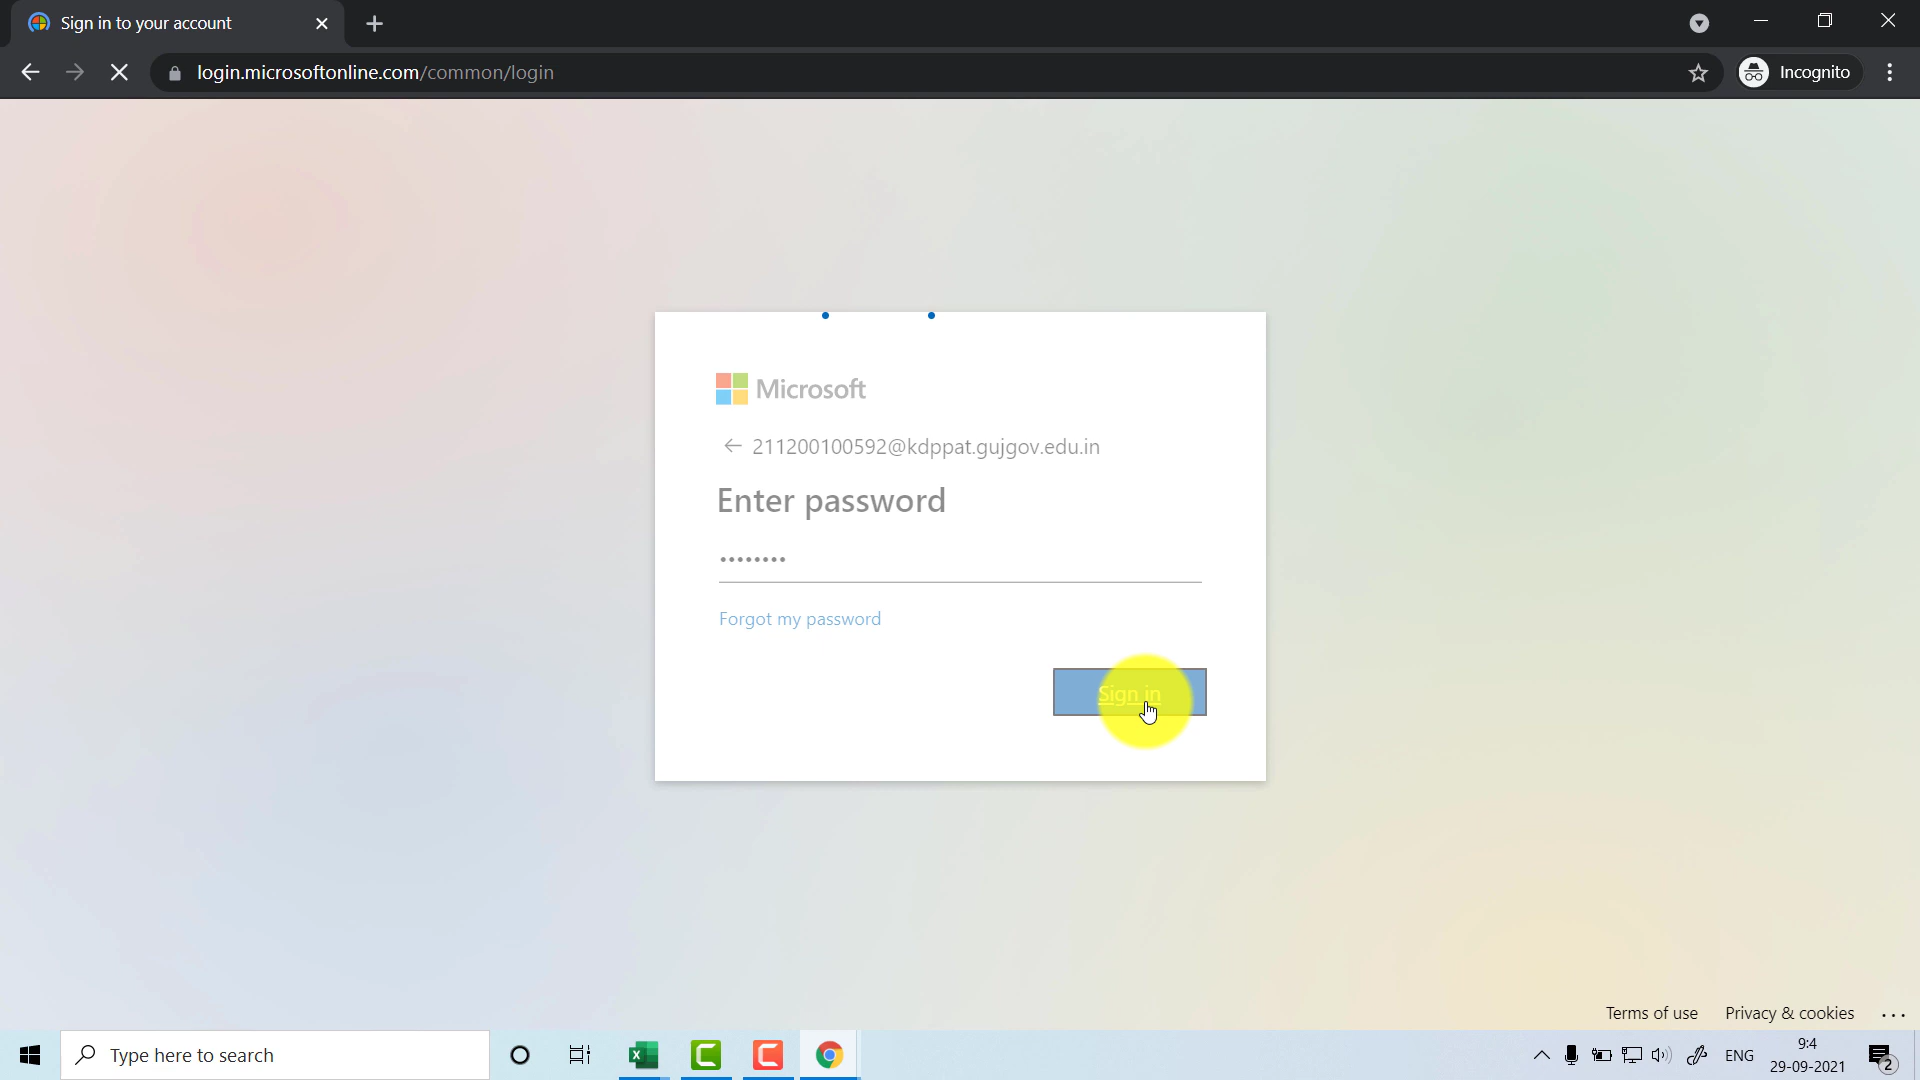 Sign in to your account
login.microsoftonline.com/common/login
Incognito
Microsoft
211200100592@kdppat.gujgov.edu.in
Enter password
••••••••
Forgot my password
Sign in
Terms of use
Privacy & cookies
...
Type here to search
ENG
9:4
29-09-2021
2